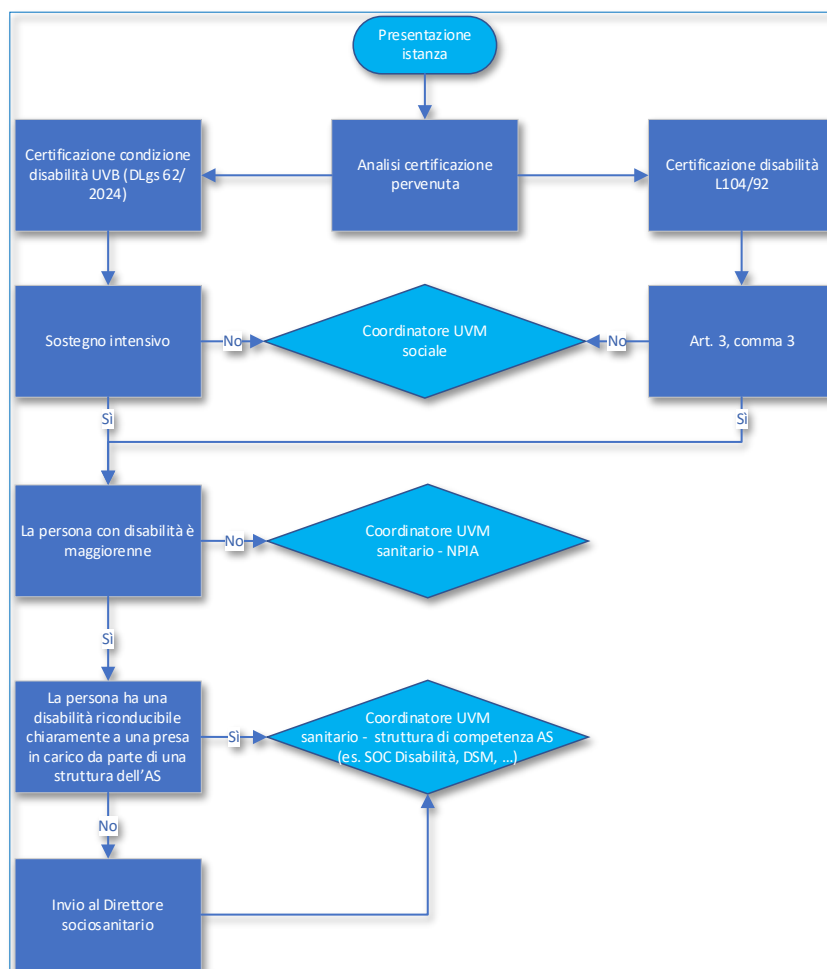 Presentazione
istanza
Certificazione condizione
disabilità UVB (DLgs 62/
2024)
Analisi certificazione
pervenuta
Certificazione disabilità
L104/92
Sostegno intensivo
No
Coordinatore UVM
sociale
No
Art. 3, comma 3
Sì
Sì
La persona con disabilità è
maggiorenne
No
Coordinatore UVM
sanitario - NPIA
Sì
La persona ha una
disabilità riconducibile
chiaramente a una presa
in carico da parte di una
struttura dell’AS
Sì
Coordinatore UVM
sanitario - struttura di competenza AS
(es. SOC Disabilità, DSM, ...)
No
Invio al Direttore
sociosanitario